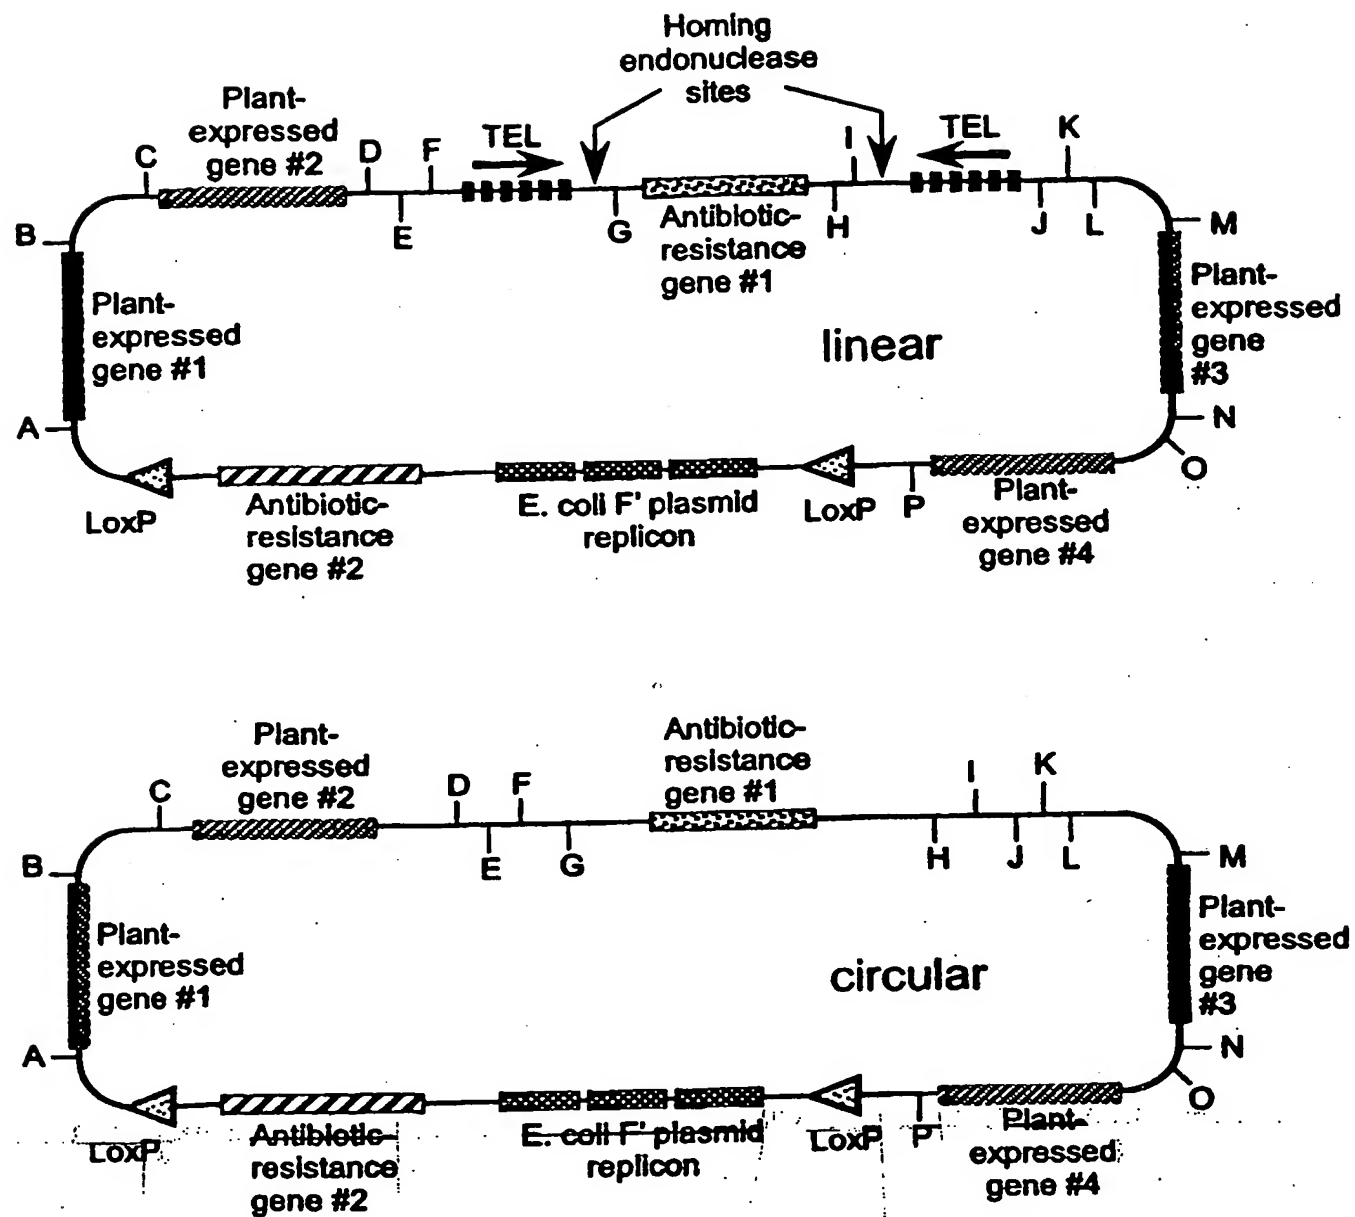 Homing
endonuclease
sites
Plant-
expressed
gene #2
TEL
TEL
C
D
F
I
K
B
E
G
Antibiotic-
resistance
gene #1
H
J
L
M
Plant-
expressed
gene #1
linear
Plant-
expressed
gene
#3
A
N
O
LoxP
Antibiotic-
resistance
gene #2
E. coli F' plasmid
replicon
LoxP
P
Plant-
expressed
gene #4
Plant-
expressed
gene #2
Antibiotic-
resistance
gene #1
C
D
F
I
K
B
E
G
H
J
L
M
Plant-
expressed
gene #1
circular
Plant-
expressed
gene
#3
A
N
O
LoxP
Antibiotic-
resistance
gene #2
E. coli F' plasmid
replicon
LoxP
P
Plant-
expressed
gene #4